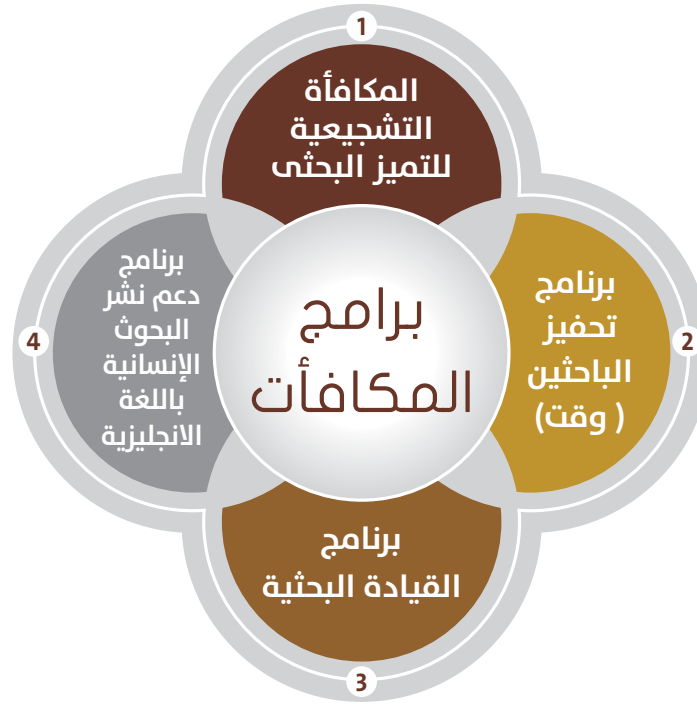 1
المكافأة
التشجيعية
للتميز البحثى
برنامج
تحفيز
الباحثين
( وقت)
2
برنامج
القيادة البحثية
3
برنامج
دعم نشر
البحوث
الإنسانية
باللغة
الانجليزية
4
برامج
المكافأت